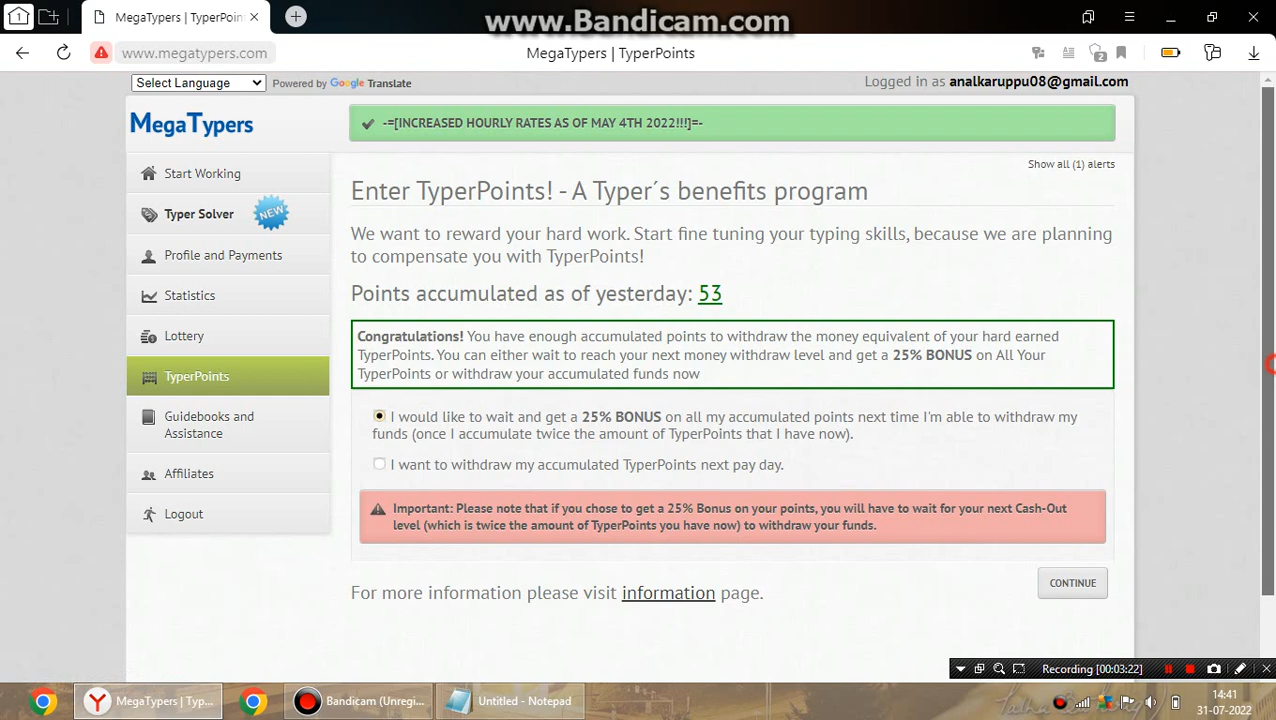 www.Bandicam.com
1
MegaTypers | TyperPoin
www.megatypers.com
MegaTypers | TyperPoints
2
Select Language
Powered by Google Translate
Logged in as analkaruppu08@gmail.com
MegaTypers
-=[INCREASED HOURLY RATES AS OF MAY 4TH 2022!!!]=-
Show all (1) alerts
Start Working
Typer Solver
NEW
Profile and Payments
Statistics
Lottery
TyperPoints
Guidebooks and
Assistance
Affiliates
Logout
Enter TyperPoints! - A Typer´s benefits program
We want to reward your hard work. Start fine tuning your typing skills, because we are planning
to compensate you with TyperPoints!
Points accumulated as of yesterday: 53
Congratulations! You have enough accumulated points to withdraw the money equivalent of your hard earned
TyperPoints. You can either wait to reach your next money withdraw level and get a 25% BONUS on All Your
TyperPoints or withdraw your accumulated funds now
I would like to wait and get a 25% BONUS on all my accumulated points next time I'm able to withdraw my
funds (once I accumulate twice the amount of TyperPoints that I have now).
I want to withdraw my accumulated TyperPoints next pay day.
Important: Please note that if you chose to get a 25% Bonus on your points, you will have to wait for your next Cash-Out
level (which is twice the amount of TyperPoints you have now) to withdraw your funds.
CONTINUE
For more information please visit information page.
Recording [00:03:22]
MegaTypers | Typ...
Bandicam (Unregi...
Untitled - Notepad
14:41
31-07-2022